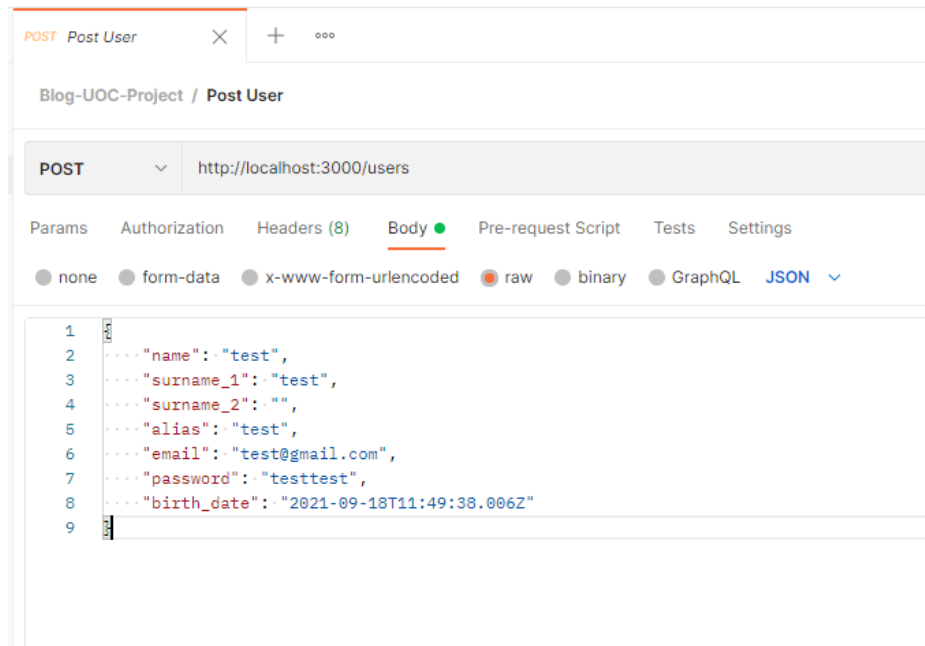 POST Post User
Blog-UOC-Project / Post User
POST http://localhost:3000/users
Params Authorization Headers (8) Body Pre-request Script Tests Settings
none form-data x-www-form-urlencoded raw binary GraphQL JSON
1 {
2 "name": "test",
3 "surname_1": "test",
4 "surname_2": "",
5 "alias": "test",
6 "email": "test@gmail.com",
7 "password": "testtest",
8 "birth_date": "2021-09-18T11:49:38.006Z"
9 }